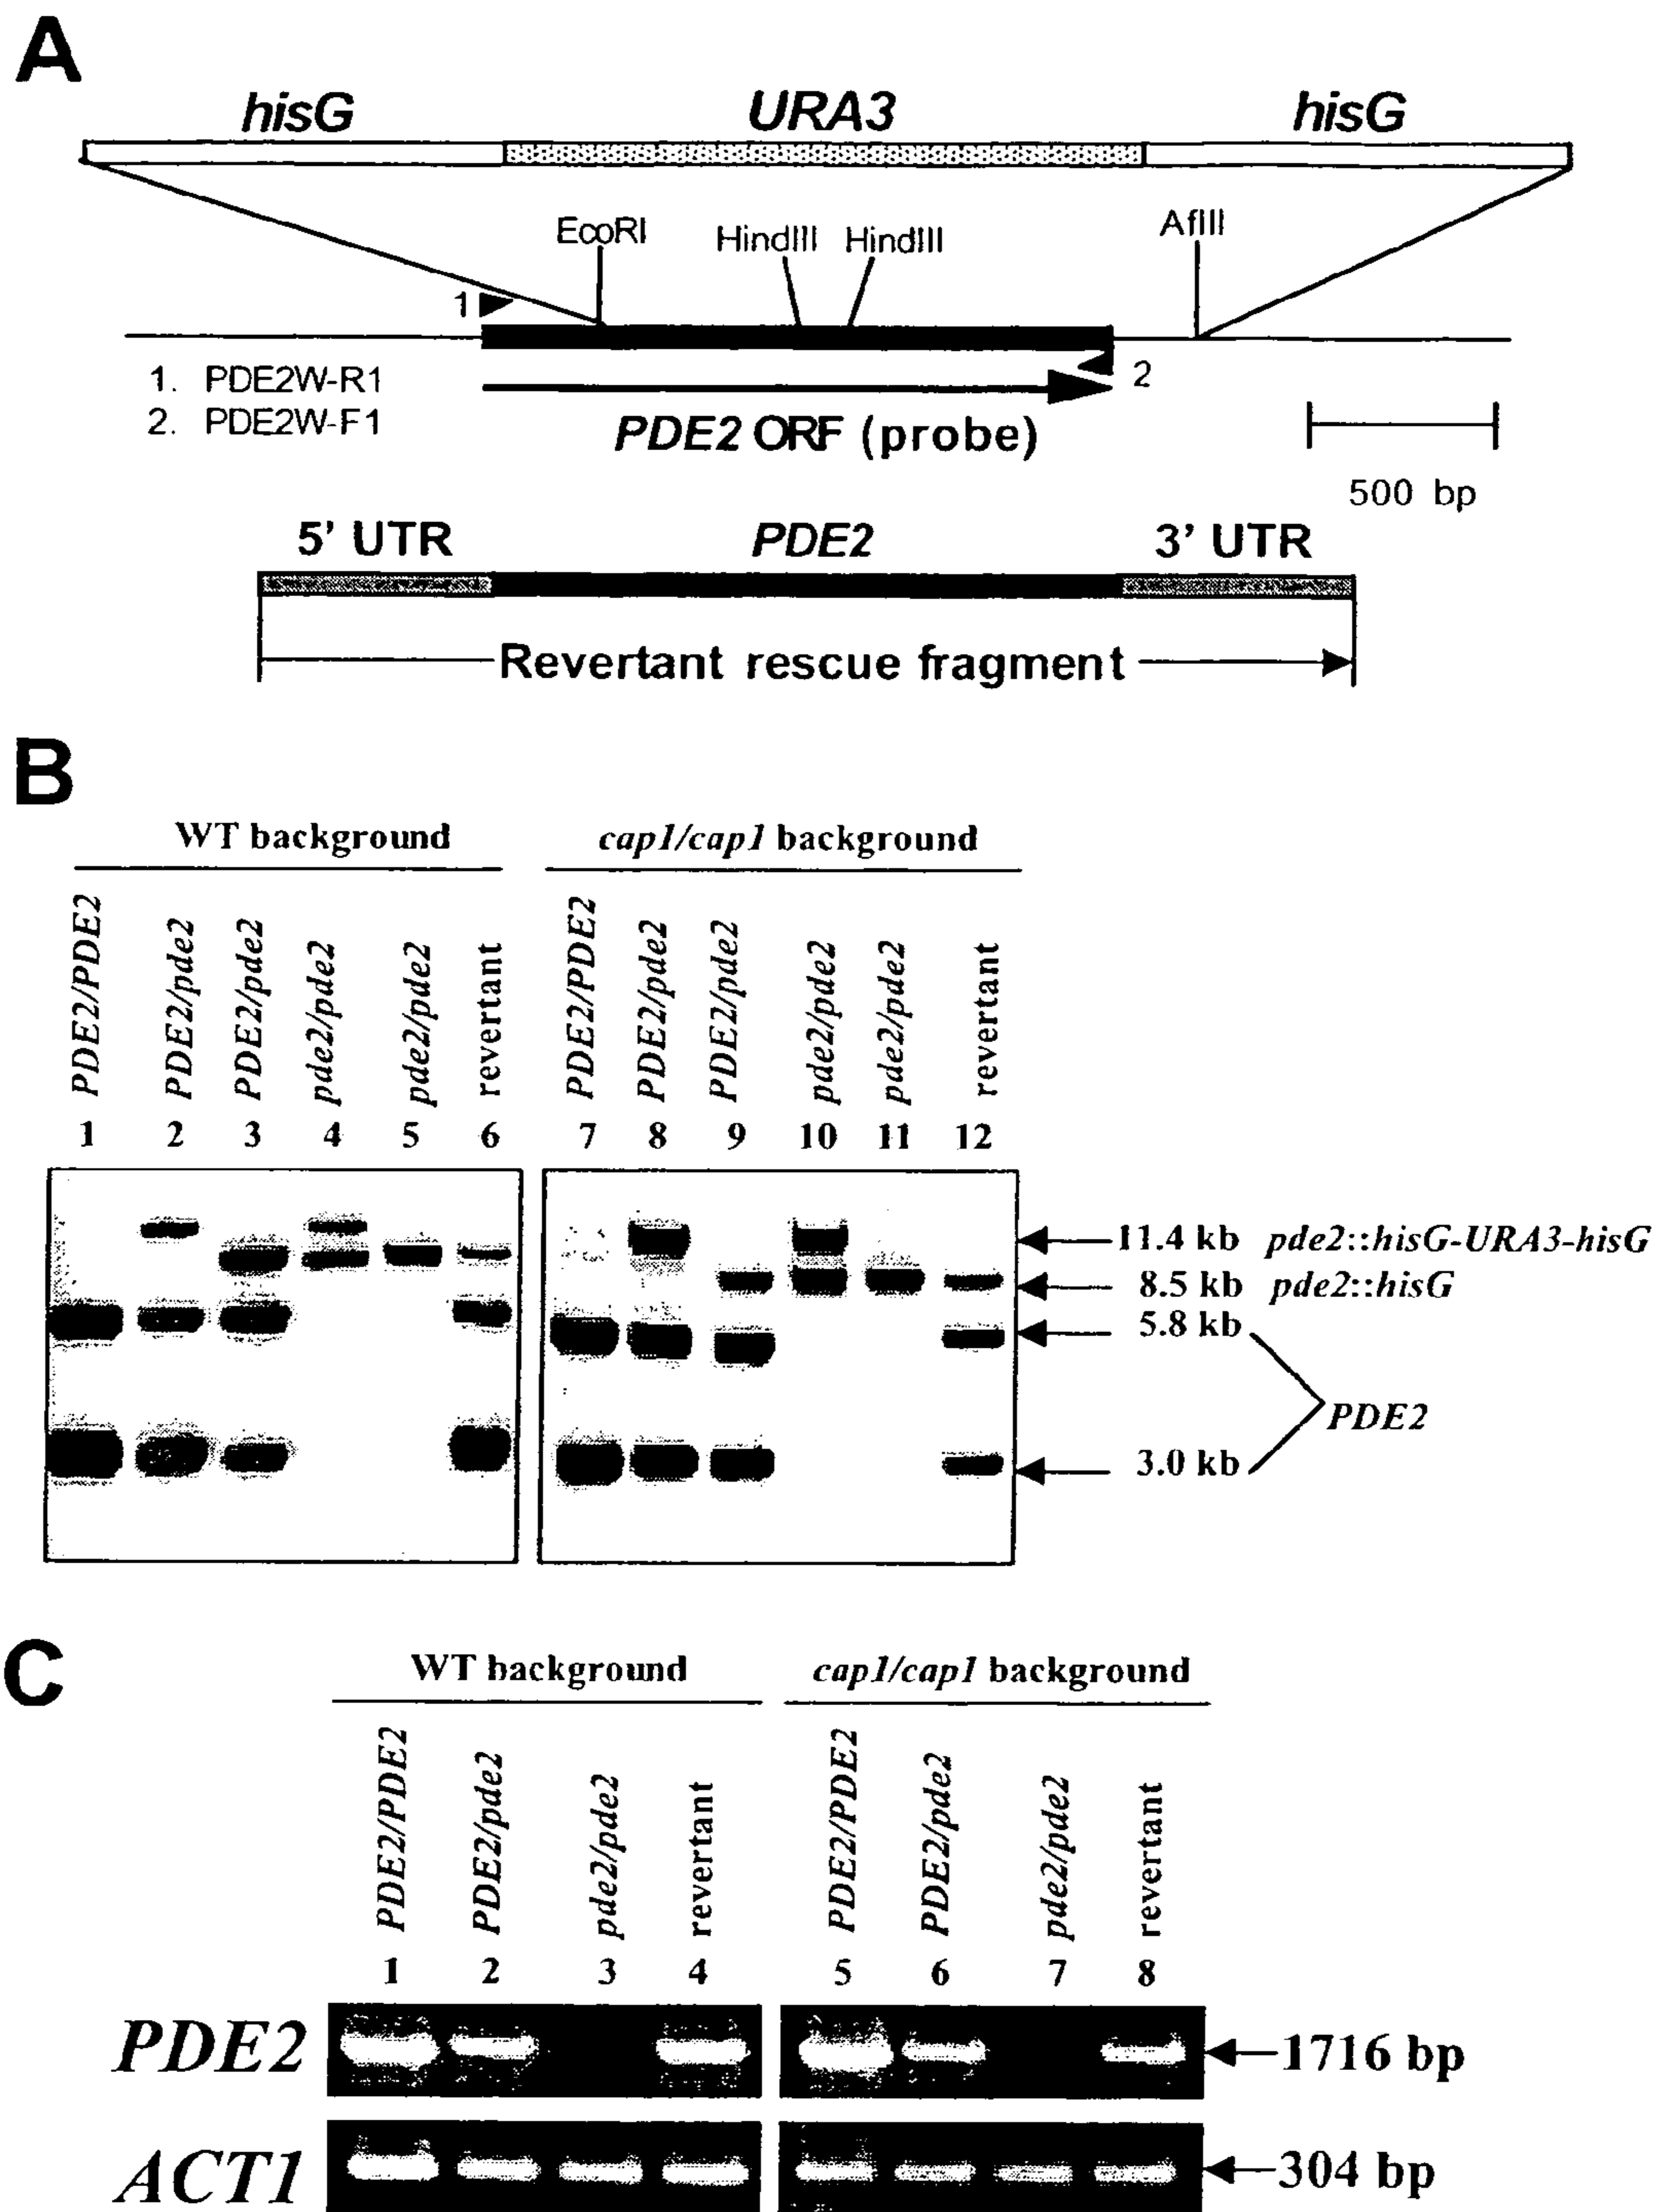 A
hisG URA3 hisG
EcoRI HindIII HindIII AflII
1
1. PDE2W-R1
2. PDE2W-F1
2
PDE2 ORF (probe)
500 bp
5' UTR PDE2 3' UTR
Revertant rescue fragment
B
WT background cap1/cap1 background
PDE2/PDE2 PDE2/pde2 PDE2/pde2 pde2/pde2 pde2/pde2 revertant PDE2/PDE2 PDE2/pde2 PDE2/pde2 pde2/pde2 pde2/pde2 revertant
1 2 3 4 5 6 7 8 9 10 11 12
11.4 kb pde2::hisG-URA3-hisG
8.5 kb pde2::hisG
5.8 kb
PDE2
3.0 kb
C
WT background cap1/cap1 background
PDE2/PDE2 PDE2/pde2 pde2/pde2 revertant PDE2/PDE2 PDE2/pde2 pde2/pde2 revertant
1 2 3 4 5 6 7 8
PDE2 1716 bp
ACT1 304 bp